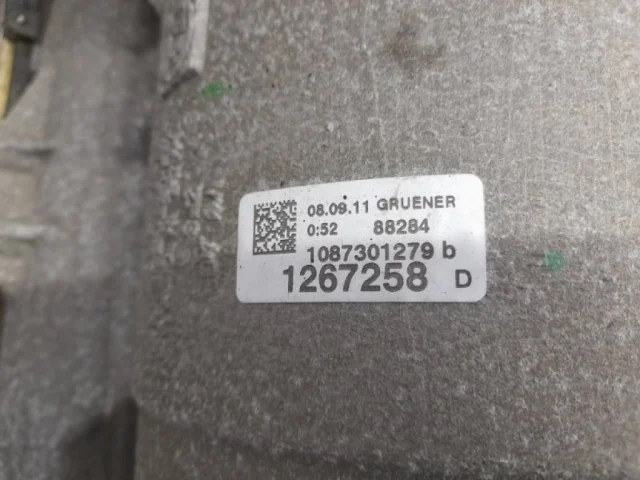 08.09.11 GRUENER
0:52 88284
1087301279 b
1267258 D